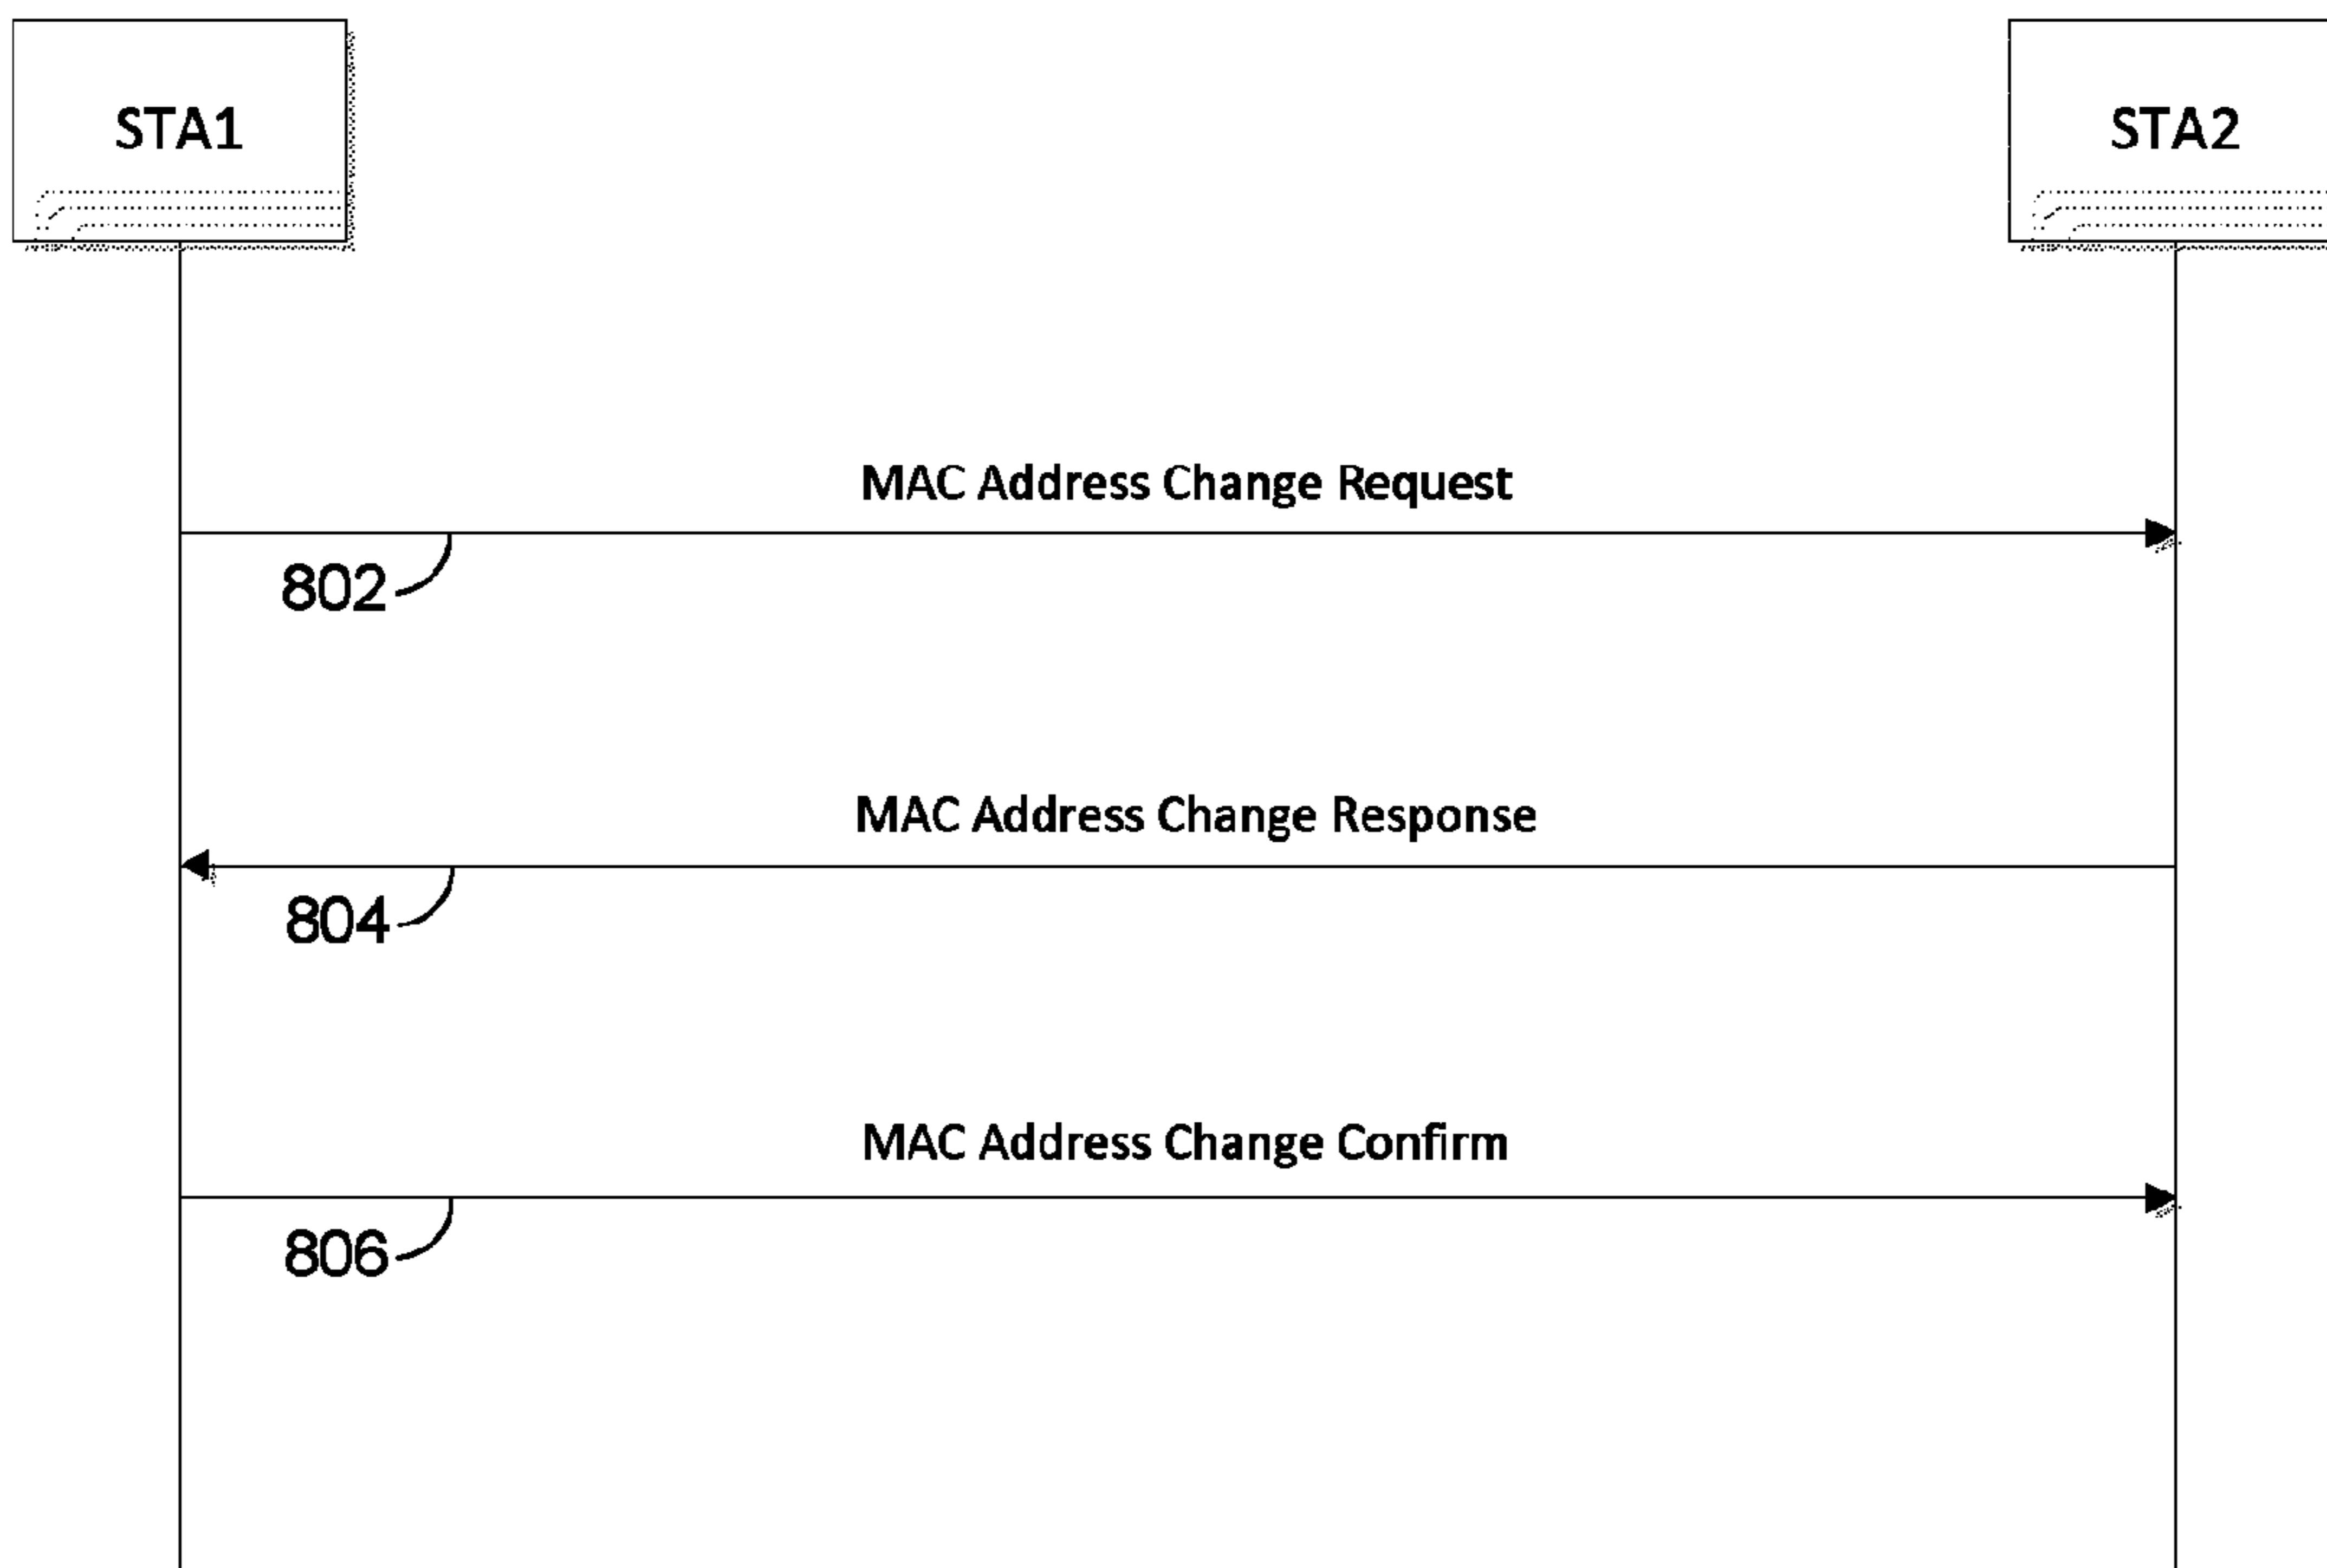 STA1
STA2
MAC Address Change Request
802
MAC Address Change Response
804
MAC Address Change Confirm
806